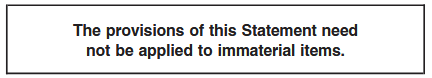 The provisions of this Statement need
not be applied to immaterial items.